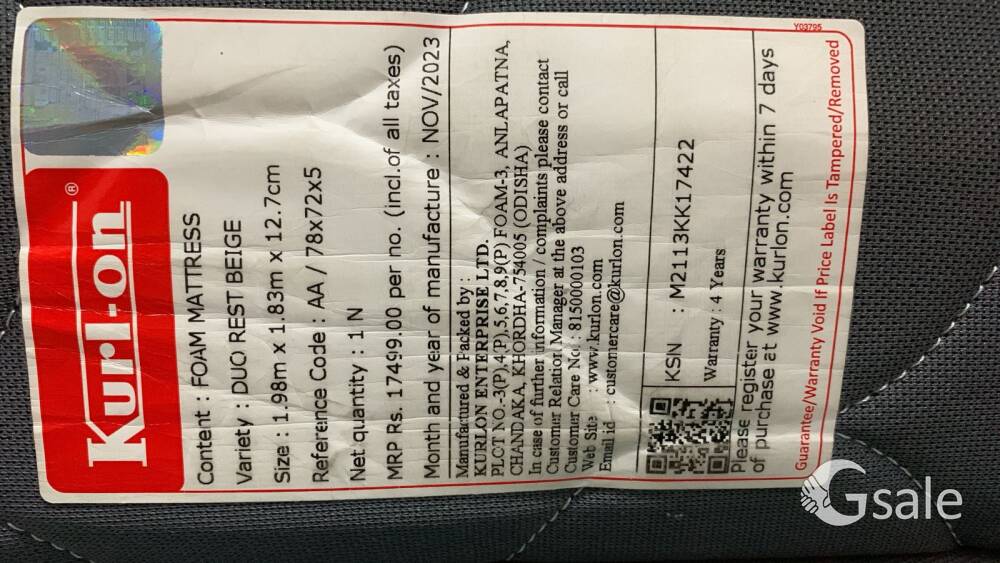 Kurl-on®
Content : FOAM MATTRESS
Variety : DUO REST BEIGE
Size : 1.98m x 1.83m x 12.7cm
Reference Code : AA / 78x72x5
Net quantity : 1 N
MRP Rs. 17499.00 per no. (incl.of all taxes)
Month and year of manufacture : NOV/2023
Manufactured & Packed by :
KURLON ENTERPRISE LTD.
PLOT NO.-3(P),4(P),5,6,7,8,9(P) FOAM-3, ANLAPATNA,
CHANDAKA, KHORDHA-754005 (ODISHA)
In case of further information / complaints please contact
Customer Relation Manager at the above address or call
Customer Care No : 8150000103
Web Site : www.kurlon.com
Email id : customercare@kurlon.com
KSN : M2113KK17422
Warranty : 4 Years
Please register your warranty within 7 days
of purchase at www.kurlon.com
Guarantee/Warranty Void If Price Label Is Tampered/Removed
Y03795
Gsale